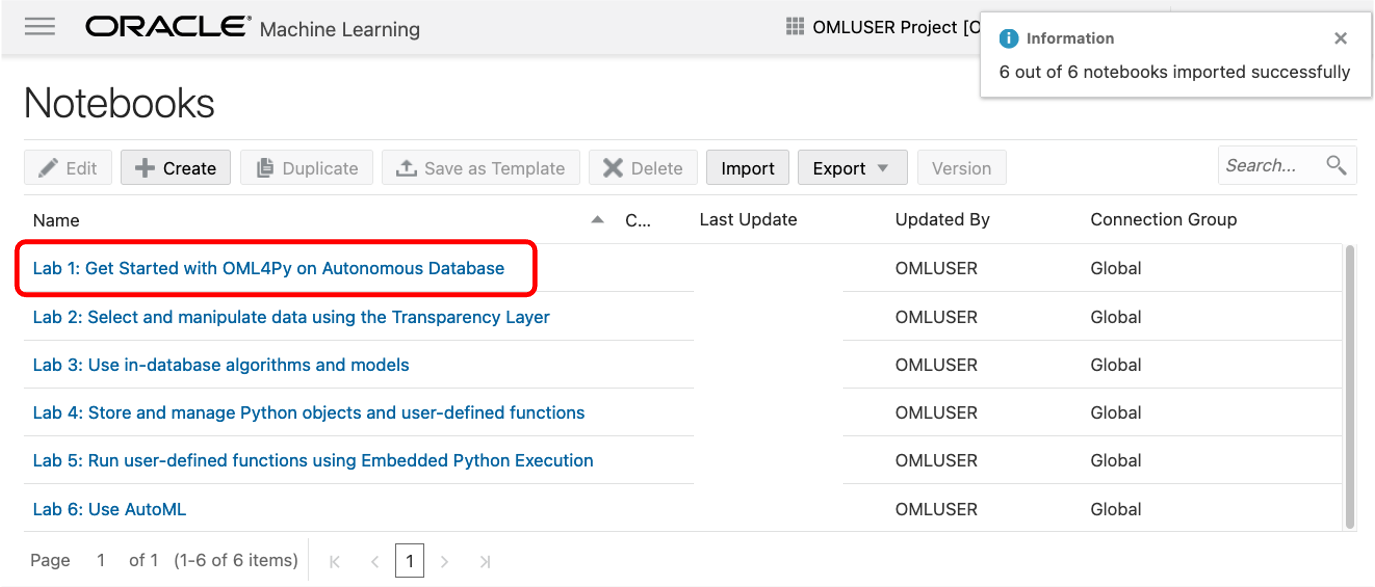 ORACLE Machine Learning
OMLUSER Project [O
Information
6 out of 6 notebooks imported successfully
Notebooks
Edit Create Duplicate Save as Template Delete Import Export Version Search...
Name C... Last Update Updated By Connection Group
Lab 1: Get Started with OML4Py on Autonomous Database OMLUSER Global
Lab 2: Select and manipulate data using the Transparency Layer OMLUSER Global
Lab 3: Use in-database algorithms and models OMLUSER Global
Lab 4: Store and manage Python objects and user-defined functions OMLUSER Global
Lab 5: Run user-defined functions using Embedded Python Execution OMLUSER Global
Lab 6: Use AutoML OMLUSER Global
Page 1 of 1 (1-6 of 6 items) 1